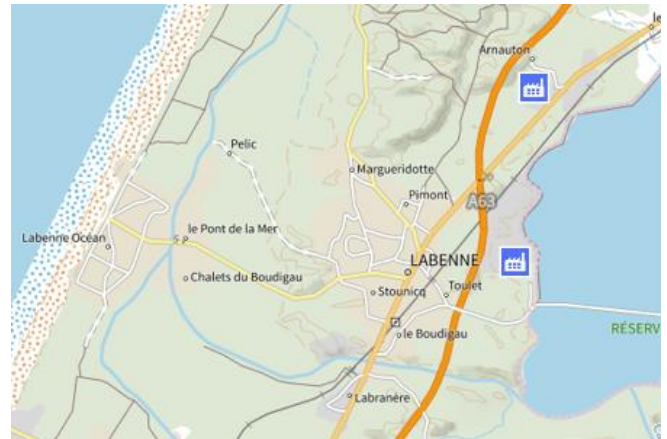 le
Arnauton
Pelic
Margueridotte
Pimont
A63
le Pont de la Mer
Labenne Océan
LABENNE
Chalets du Boudigau
Stounicq
Toulet
RÉSERV
le Boudigau
Labranère